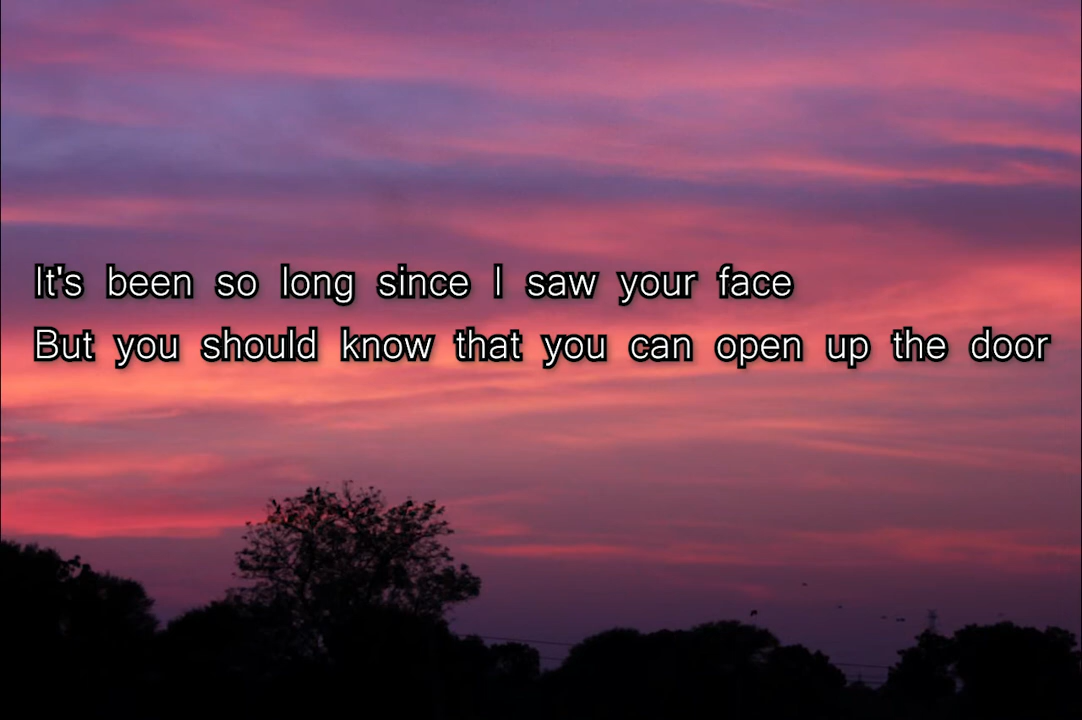 It's been so long since I saw your face
But you should know that you can open up the door